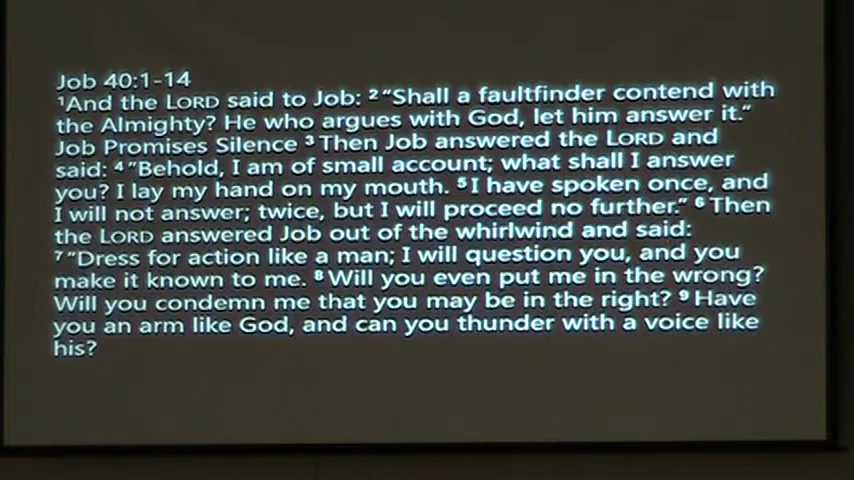 Job 40:1-14
¹And the LORD said to Job: ²“Shall a faultfinder contend with
the Almighty? He who argues with God, let him answer it.”
Job Promises Silence ³Then Job answered the LORD and
said: ⁴“Behold, I am of small account; what shall I answer
you? I lay my hand on my mouth. ⁵I have spoken once, and
I will not answer; twice, but I will proceed no further.” ⁶Then
the LORD answered Job out of the whirlwind and said:
⁷“Dress for action like a man; I will question you, and you
make it known to me. ⁸Will you even put me in the wrong?
Will you condemn me that you may be in the right? ⁹Have
you an arm like God, and can you thunder with a voice like
his?